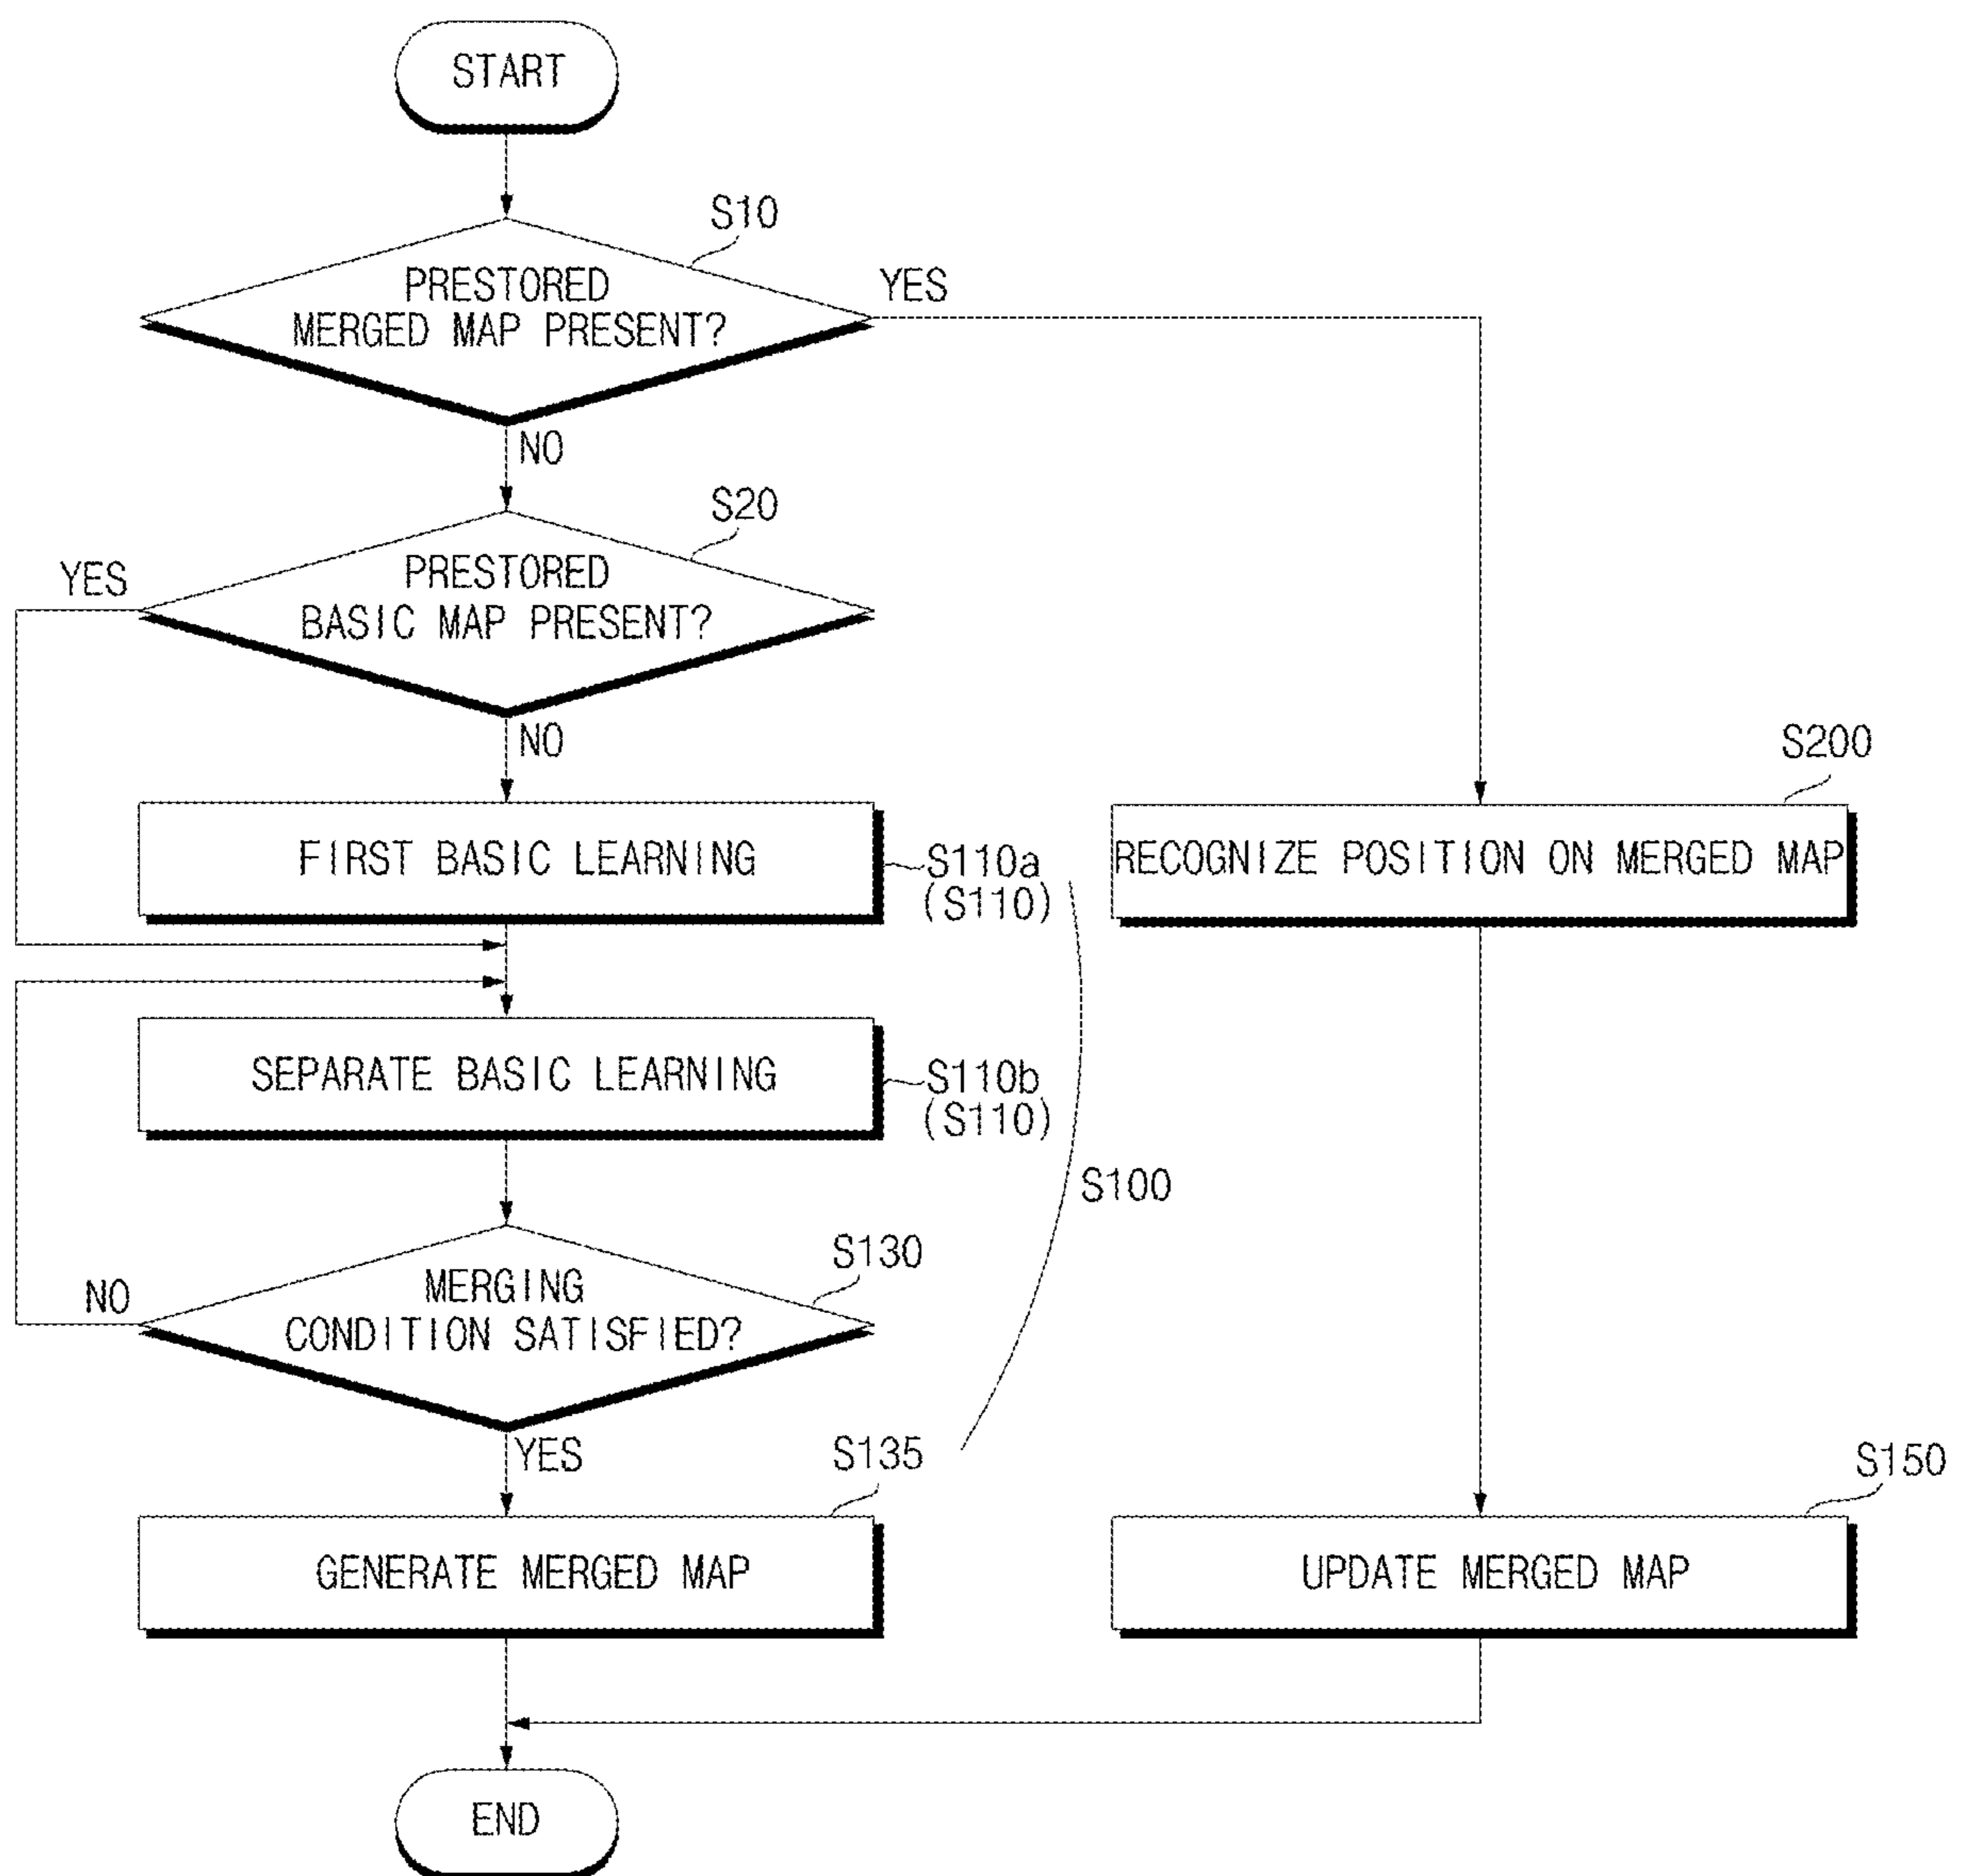 START
S10
PRESTORED
MERGED MAP PRESENT?
YES
NO
S20
PRESTORED
BASIC MAP PRESENT?
YES
NO
FIRST BASIC LEARNING
S110a
(S110)
S200
RECOGNIZE POSITION ON MERGED MAP
SEPARATE BASIC LEARNING
S110b
(S110)
S100
S130
MERGING
CONDITION SATISFIED?
NO
YES
S135
GENERATE MERGED MAP
S150
UPDATE MERGED MAP
END